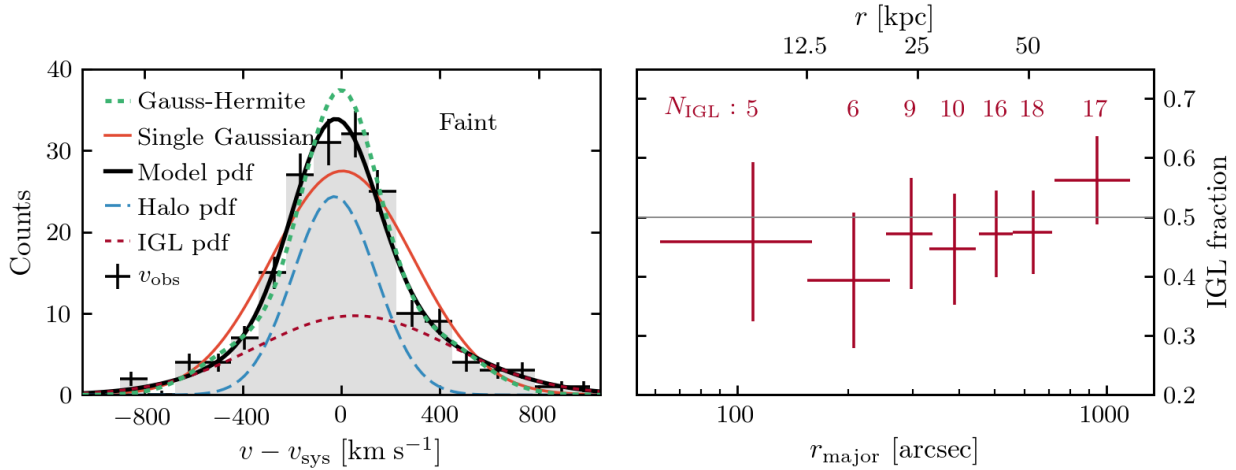 Gauss-Hermite
Single Gaussian
Model pdf
Halo pdf
IGL pdf
v_obs
Faint
Counts
40
30
20
10
0
−800 −400 0 400 800
v − v_sys [km s⁻¹]
r [kpc]
12.5 25 50
N_IGL : 5 6 9 10 16 18 17
0.7
0.6
0.5
0.4
0.3
0.2
IGL fraction
100 1000
r_major [arcsec]